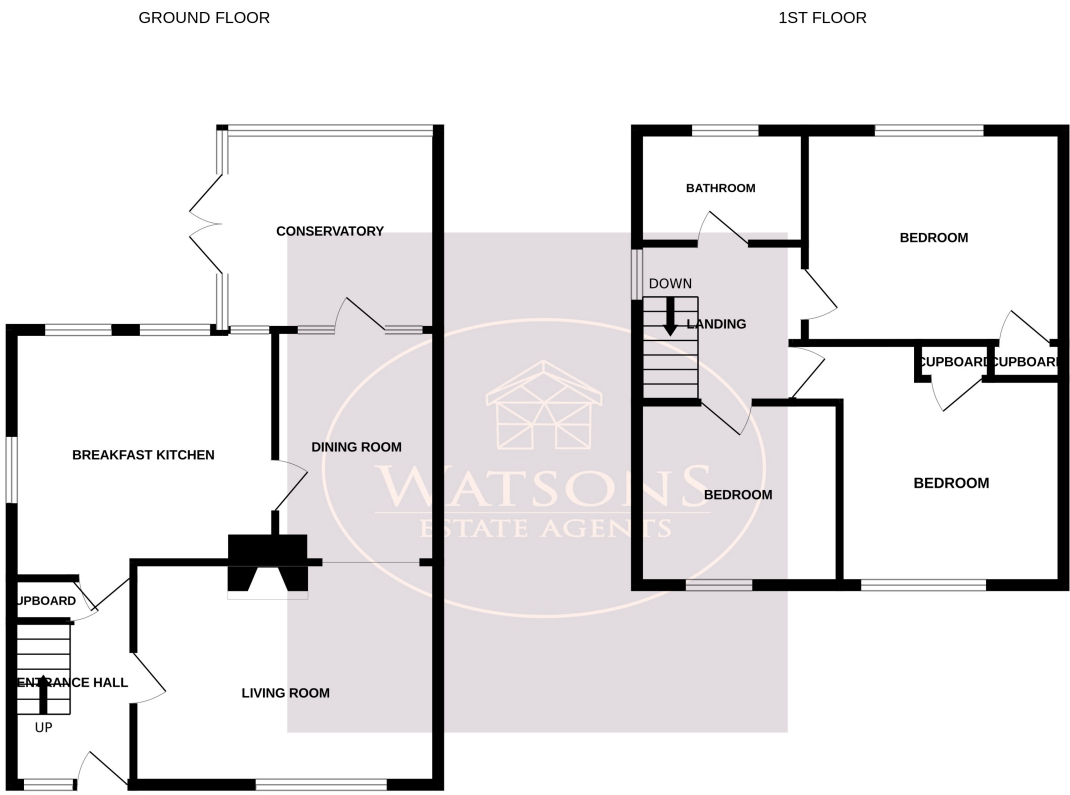 GROUND FLOOR
1ST FLOOR
CONSERVATORY
BREAKFAST KITCHEN
DINING ROOM
UPBOARD
ENTRANCE HALL
UP
LIVING ROOM
BATHROOM
BEDROOM
DOWN
LANDING
CUPBOARD
CUPBOARD
BEDROOM
BEDROOM
WATSONS
ESTATE AGENTS